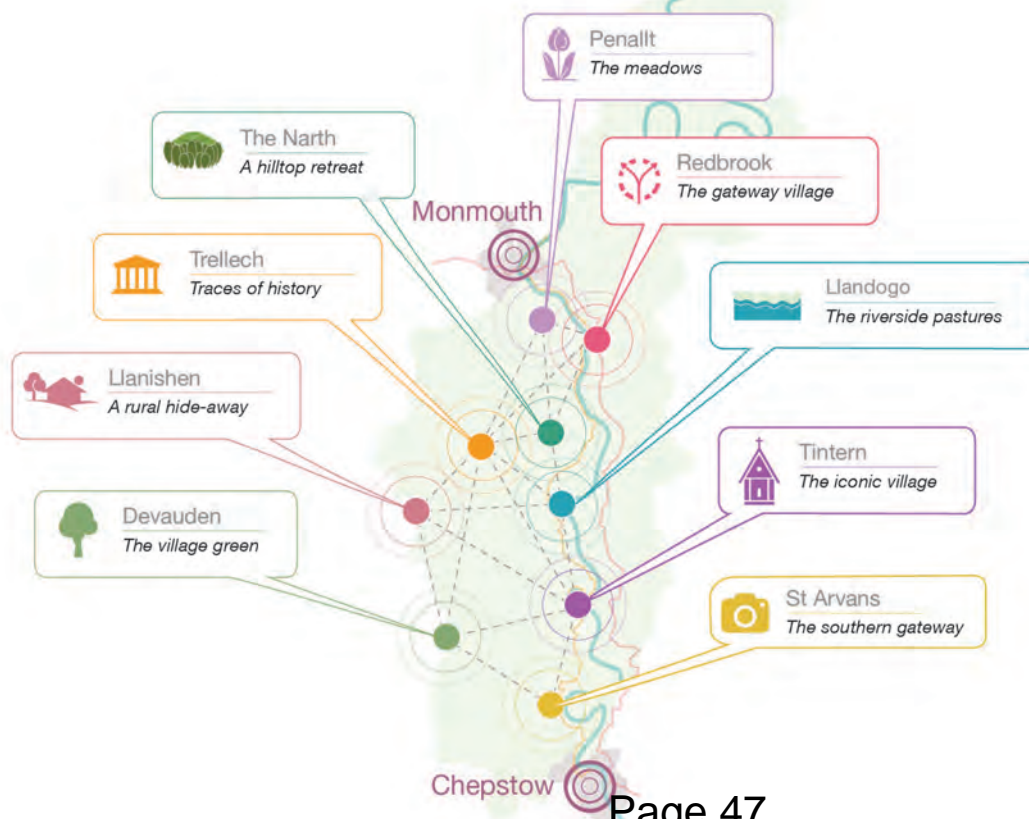 Penallt
The meadows
The Narth
A hilltop retreat
Redbrook
The gateway village
Monmouth
Trellech
Traces of history
Llandogo
The riverside pastures
Llanishen
A rural hide-away
Tintern
The iconic village
Devauden
The village green
St Arvans
The southern gateway
Chepstow
Page 47